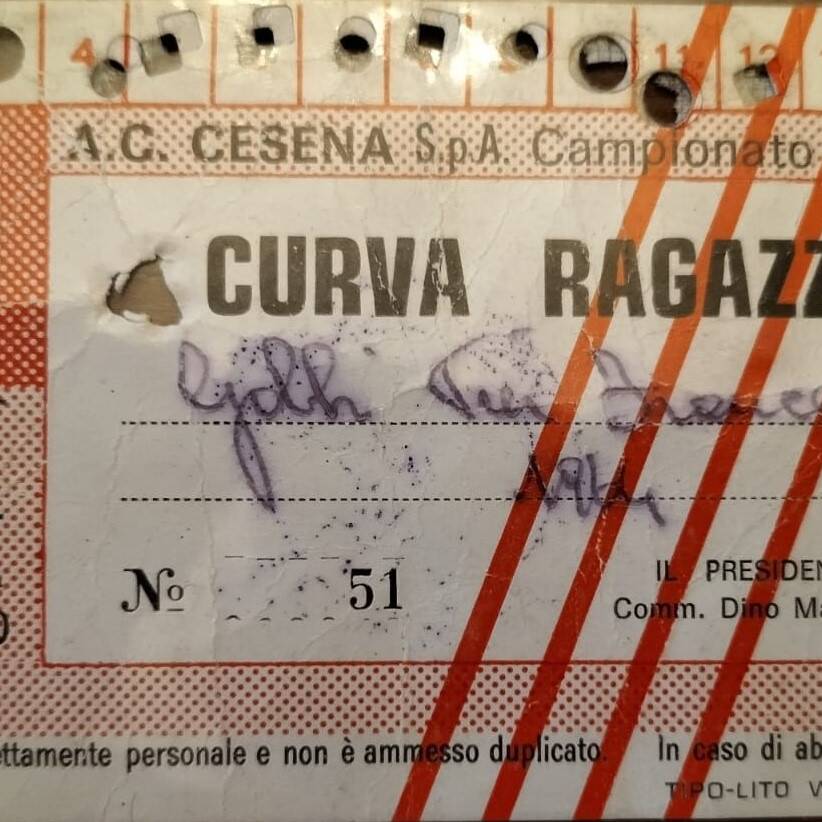 4 11 12
A.C. CESENA S.p.A. Campionato
CURVA RAGAZZ
Nº 51
IL PRESIDEN
Comm. Dino Ma
ettamente personale e non è ammesso duplicato. In caso di ab
TIPO-LITO V